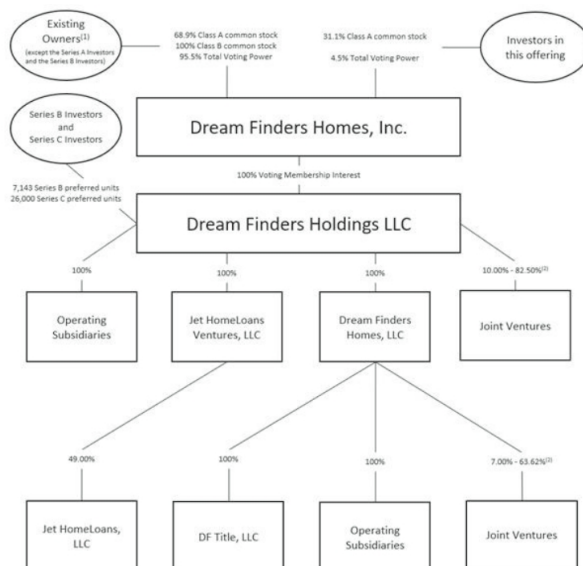 Existing
Owners(1)
(except the Series A Investors
and the Series B Investors)
68.9% Class A common stock
100% Class B common stock
95.5% Total Voting Power
31.1% Class A common stock
4.5% Total Voting Power
Investors in
this offering
Dream Finders Homes, Inc.
Series B Investors
and
Series C Investors
100% Voting Membership Interest
7,143 Series B preferred units
26,000 Series C preferred units
Dream Finders Holdings LLC
100%
100%
100%
10.00% - 82.50%(2)
Operating
Subsidiaries
Jet HomeLoans
Ventures, LLC
Dream Finders
Homes, LLC
Joint Ventures
49.00%
100%
100%
7.00% - 63.62%(2)
Jet HomeLoans,
LLC
DF Title, LLC
Operating
Subsidiaries
Joint Ventures